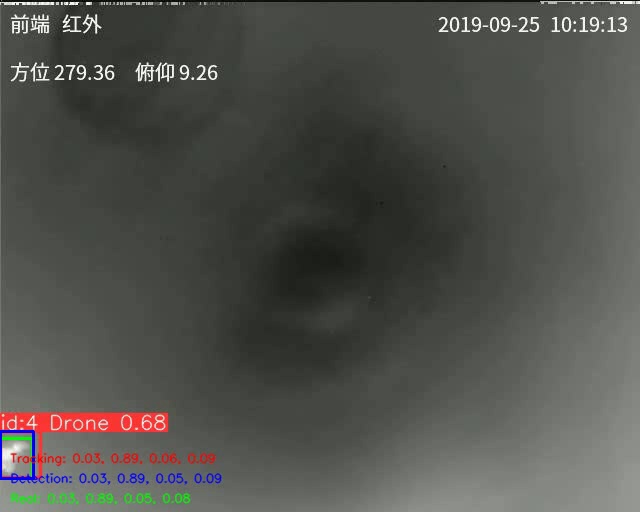 前端 红外
2019-09-25 10:19:13
方位 279.36 俯仰 9.26
id:4 Drone 0.68
Tracking: 0.03, 0.89, 0.06, 0.09
Detection: 0.03, 0.89, 0.05, 0.09
0.03, 0.89, 0.05, 0.08